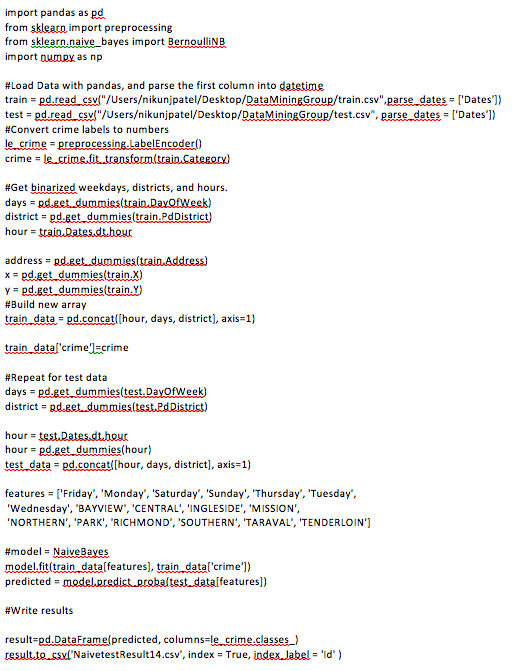 import pandas as pd
from sklearn import preprocessing
from sklearn.naive_bayes import BernoulliNB
import numpy as np
#Load Data with pandas, and parse the first column into datetime
train = pd.read_csv("/Users/nikunjpatel/Desktop/DataMiningGroup/train.csv",parse_dates = ['Dates'])
test = pd.read_csv("/Users/nikunjpatel/Desktop/DataMiningGroup/test.csv", parse_dates = ['Dates'])
#Convert crime labels to numbers
le_crime = preprocessing.LabelEncoder()
crime = le_crime.fit_transform(train.Category)
#Get binarized weekdays, districts, and hours.
days = pd.get_dummies(train.DayOfWeek)
district = pd.get_dummies(train.PdDistrict)
hour = train.Dates.dt.hour
address = pd.get_dummies(train.Address)
x = pd.get_dummies(train.X)
y = pd.get_dummies(train.Y)
#Build new array
train_data = pd.concat([hour, days, district], axis=1)
train_data['crime']=crime
#Repeat for test data
days = pd.get_dummies(test.DayOfWeek)
district = pd.get_dummies(test.PdDistrict)
hour = test.Dates.dt.hour
hour = pd.get_dummies(hour)
test_data = pd.concat([hour, days, district], axis=1)
features = ['Friday', 'Monday', 'Saturday', 'Sunday', 'Thursday', 'Tuesday',
'Wednesday', 'BAYVIEW', 'CENTRAL', 'INGLESIDE', 'MISSION',
'NORTHERN', 'PARK', 'RICHMOND', 'SOUTHERN', 'TARAVAL', 'TENDERLOIN']
#model = NaiveBayes
model.fit(train_data[features], train_data['crime'])
predicted = model.predict_proba(test_data[features])
#Write results
result=pd.DataFrame(predicted, columns=le_crime.classes_)
result.to_csv('NaivetestResult14.csv', index = True, index_label = 'Id' )